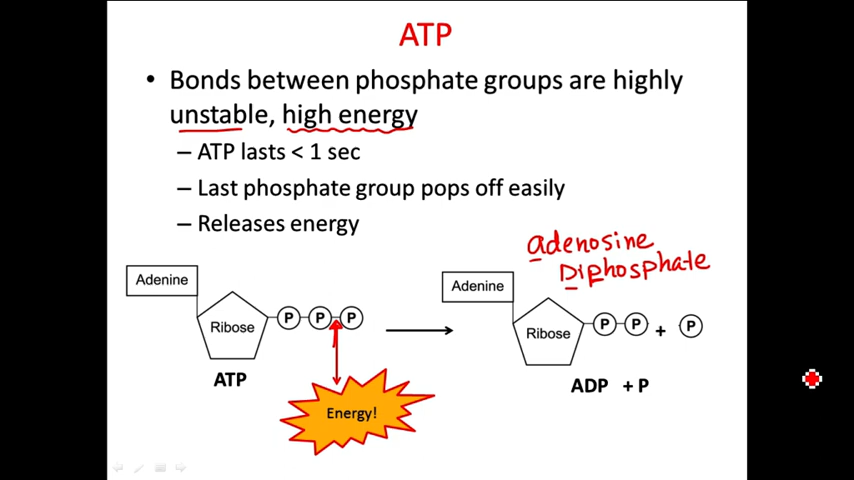 ATP
• Bonds between phosphate groups are highly
unstable, high energy
– ATP lasts < 1 sec
– Last phosphate group pops off easily
– Releases energy
adenosine
Diphosphate
Adenine
Ribose
P P P
ATP
Energy!
Adenine
Ribose
P P + P
ADP + P